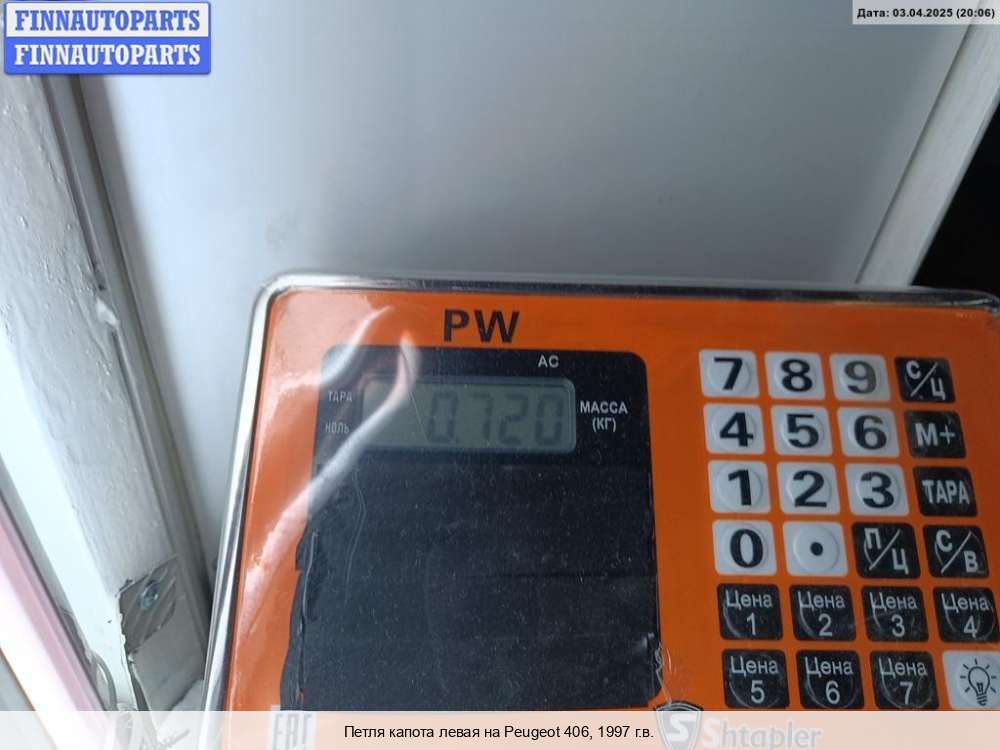 FINNAUTOPARTS
FINNAUTOPARTS
Дата: 03.04.2025 (20:06)
PW
AC
ТАРА
НОЛЬ
0.720
МАССА
(КГ)
7 8 9 С/Ц
4 5 6 М+
1 2 3 ТАРА
0 • П/Ц С/В
Цена 1 Цена 2 Цена 3 Цена 4
Цена 5 Цена 6 Цена 7
EAC
Shtapler
Петля капота левая на Peugeot 406, 1997 г.в.